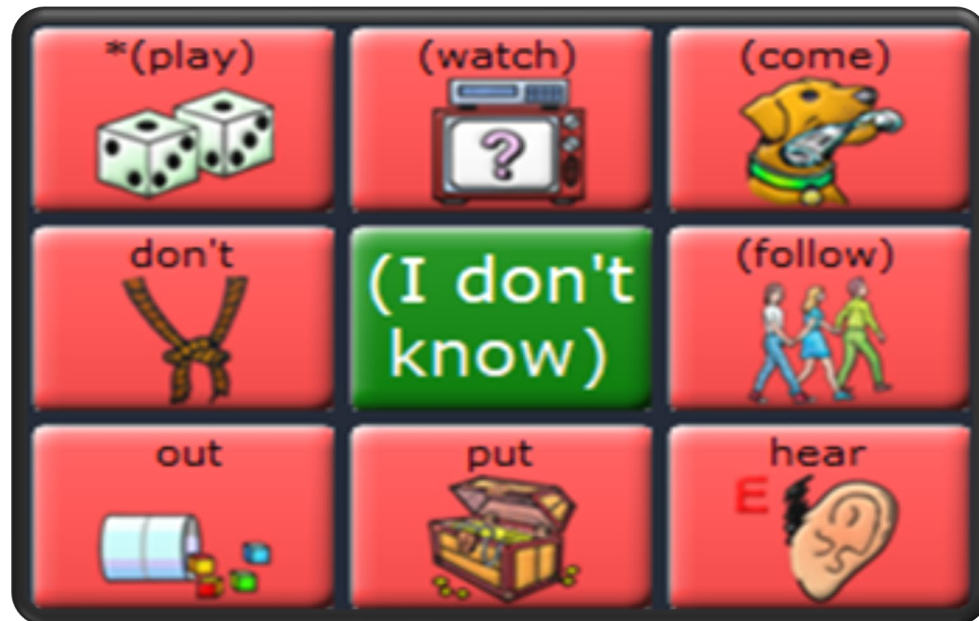 *(play)
(watch)
(come)
don't
(I don't
know)
(follow)
out
put
hear
E
?